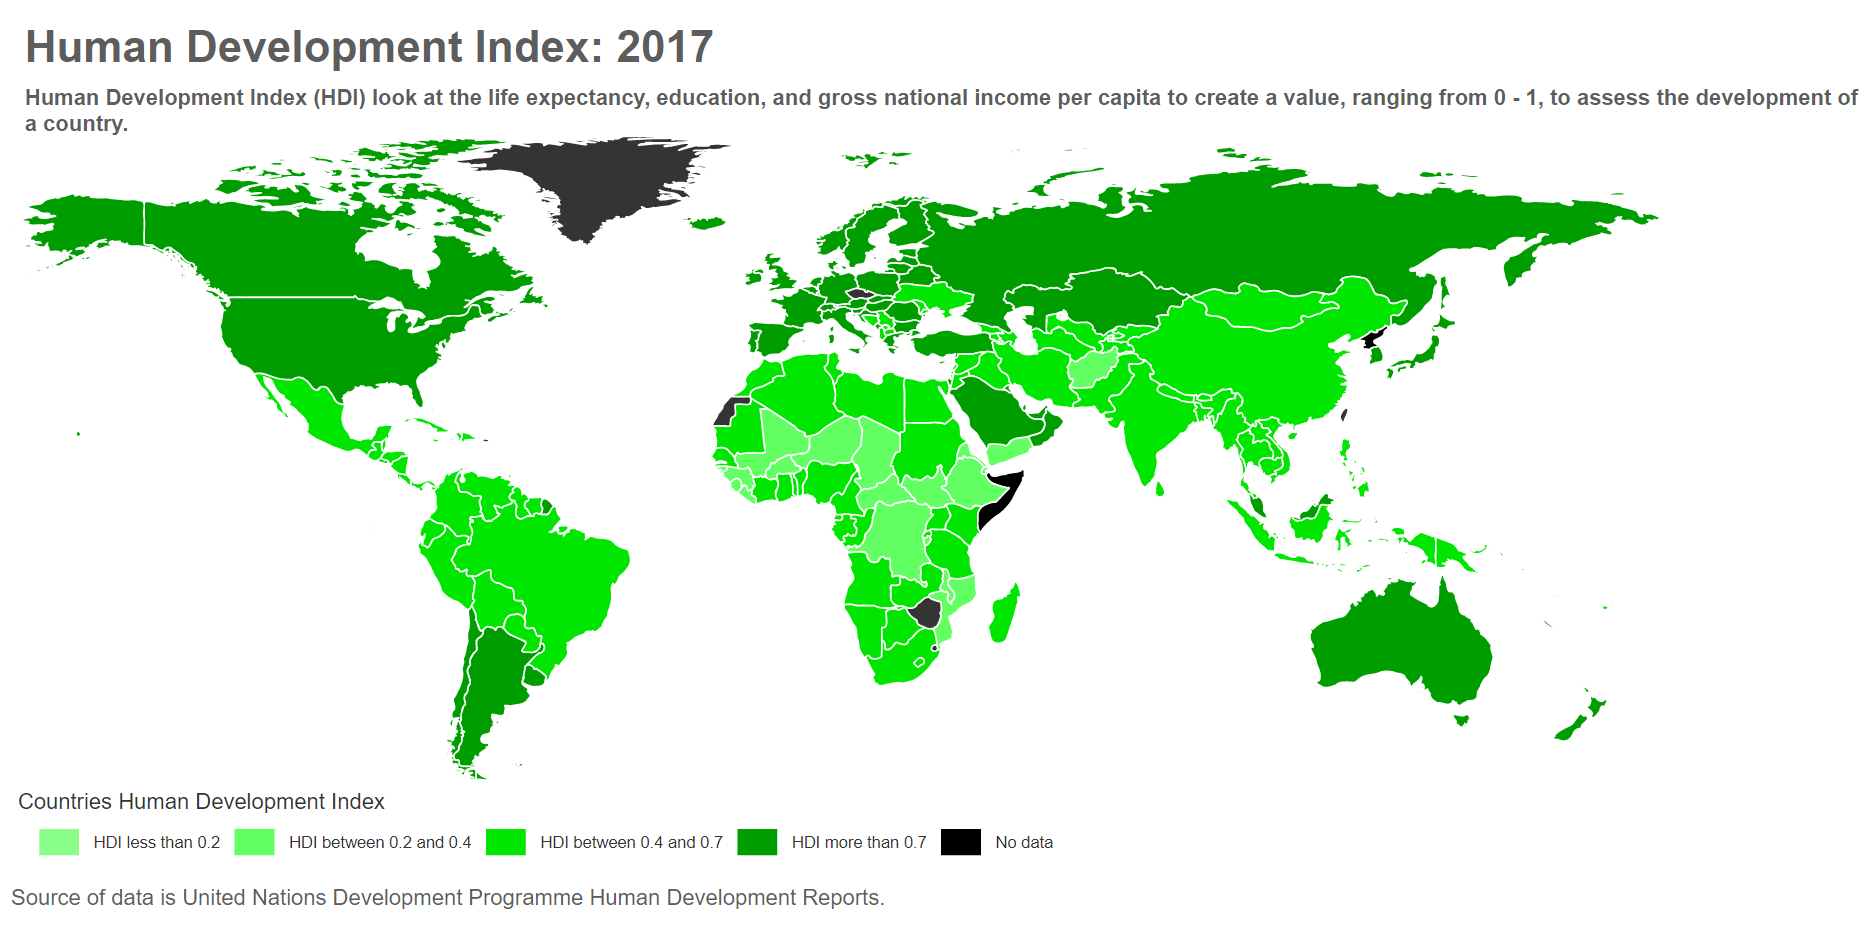 Human Development Index: 2017
Human Development Index (HDI) look at the life expectancy, education, and gross national income per capita to create a value, ranging from 0 - 1, to assess the development of
a country.
Countries Human Development Index
HDI less than 0.2 HDI between 0.2 and 0.4 HDI between 0.4 and 0.7 HDI more than 0.7 No data
Source of data is United Nations Development Programme Human Development Reports.